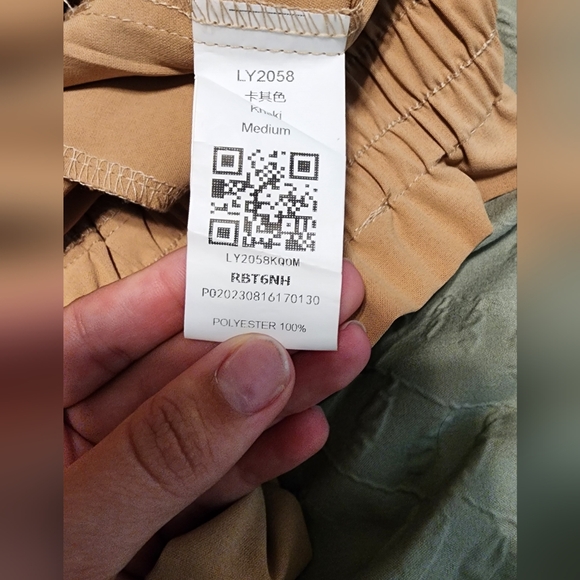 LY2058
卡其色
Khaki
Medium
LY2058KQ0M
RBT6NH
P020230816170130
POLYESTER 100%